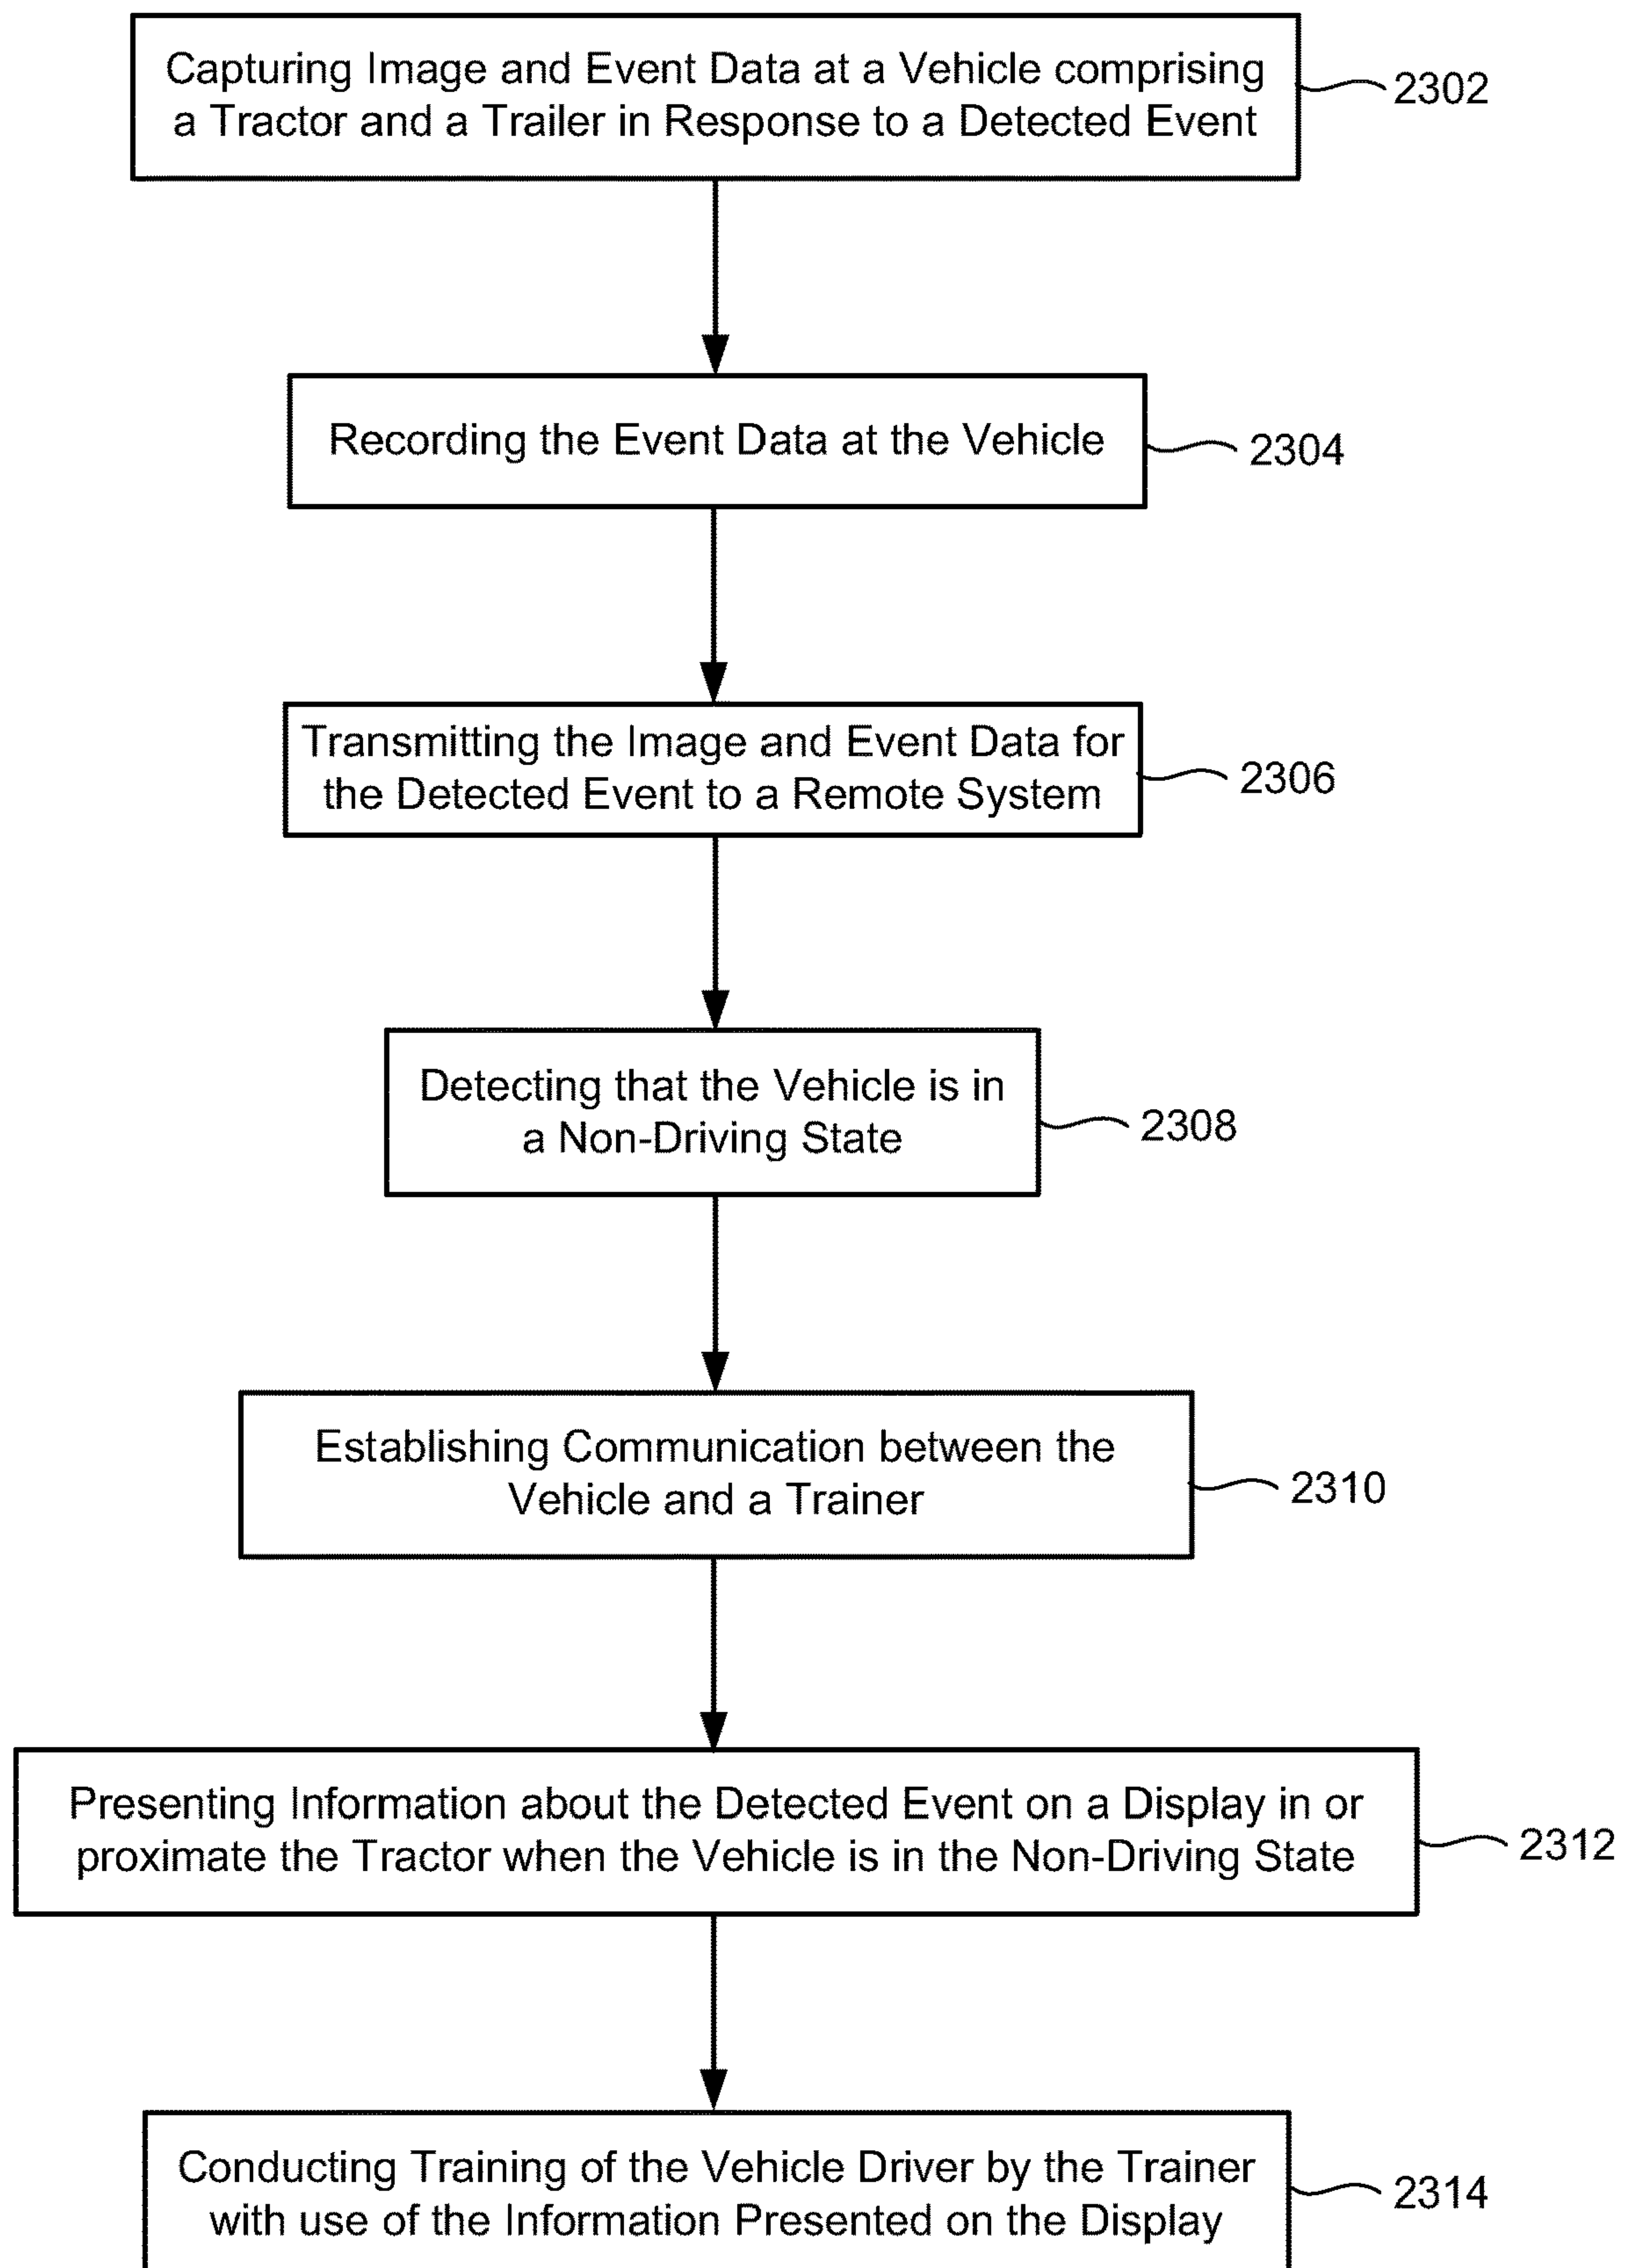 Capturing Image and Event Data at a Vehicle comprising
a Tractor and a Trailer in Response to a Detected Event
2302
Recording the Event Data at the Vehicle
2304
Transmitting the Image and Event Data for
the Detected Event to a Remote System
2306
Detecting that the Vehicle is in
a Non-Driving State
2308
Establishing Communication between the
Vehicle and a Trainer
2310
Presenting Information about the Detected Event on a Display in or
proximate the Tractor when the Vehicle is in the Non-Driving State
2312
Conducting Training of the Vehicle Driver by the Trainer
with use of the Information Presented on the Display
2314